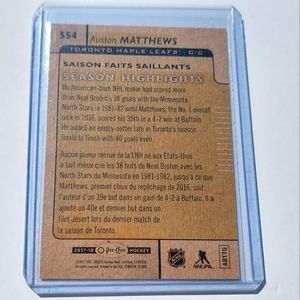 554
Auston MATTHEWS
TORONTO MAPLE LEAFS • C/C
SAISON FAITS SAILLANTS
SEASON HIGHLIGHTS
No American-born NHL rookie had scored more
than Neal Broten's 38 goals with the Minnesota
North Stars in 1981-82 until Matthews, the No. 1 overall
pick in 2016, scored his 39th in a 4-2 win at Buffalo.
He added an empty-netter late in Toronto's season
finale to finish with 40 goals even.
Aucun joueur recrue de la LNH né aux États-Unis
a fait mieux que les 38 buts de Neal Broten avec les
North Stars du Minnesota en 1981-1982, jusqu'à ce que
Matthews, premier choix du repêchage de 2016, soit
l'auteur d'un 39e but dans un gain de 4-2 à Buffalo. Il a
ajouté un 40e et dernier but dans un
filet désert lors du dernier match de
la saison de Toronto.
2017-18 O-Pee-Chee HOCKEY
NHL
NHLPA